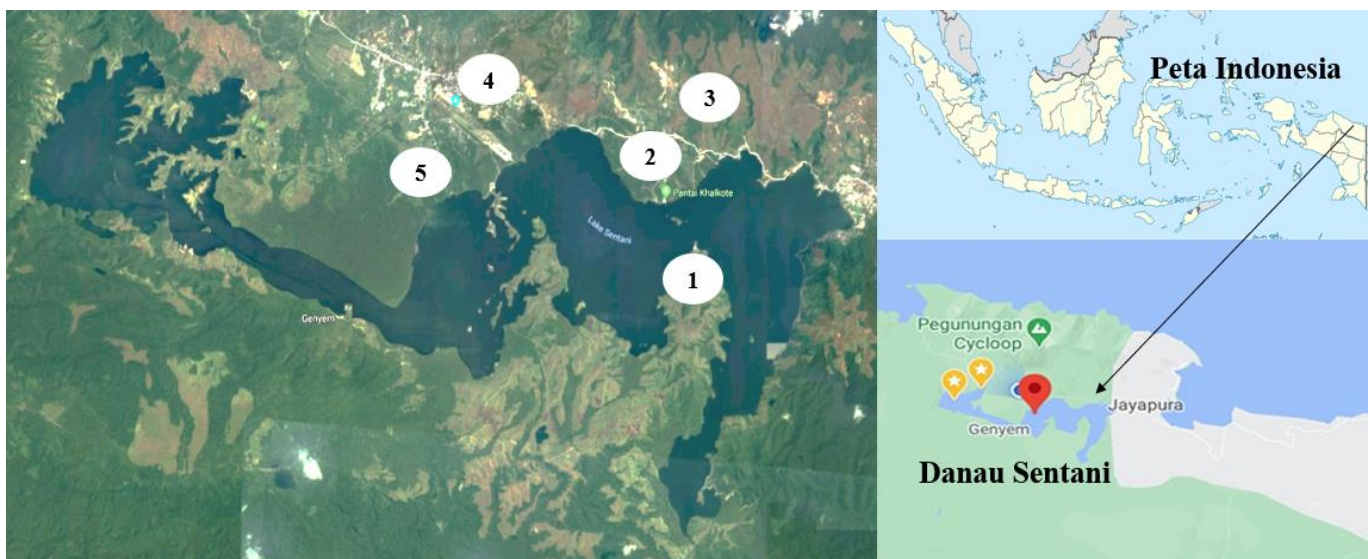 4
3
2
5
Pantai Khalkote
Lake Sentani
1
Genyem
Peta Indonesia
Pegunungan
Cycloop
Jayapura
Genyem
Danau Sentani